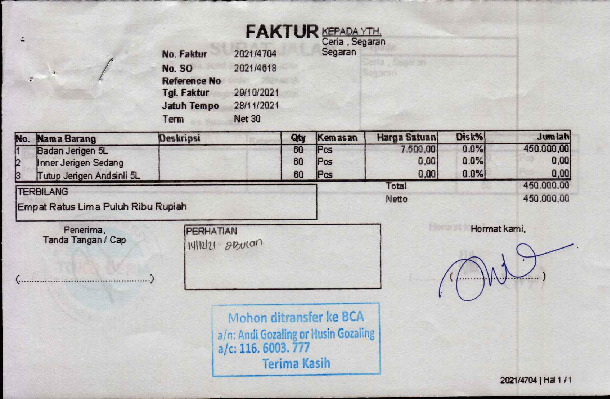 FAKTUR
KEPADA YTH.
Ceria , Segaran
Segaran
No. Faktur 2021/4704
No. SO 2021/4618
Reference No
Tgl. Faktur 29/10/2021
Jatuh Tempo 28/11/2021
Term Net 30
No. Nama Barang Deskripsi Qty Kemasan Harga Satuan Disk% Jumlah
1 Badan Jerigen 5L 60 Pcs 7.500,00 0.0% 450.000,00
2 Inner Jerigen Sedang 60 Pcs 0,00 0.0% 0,00
3 Tutup Jerigen Andsinli 5L 60 Pcs 0,00 0.0% 0,00
Total 450.000,00
Netto 450.000,00
TERBILANG
Empat Ratus Lima Puluh Ribu Rupiah
Penerima,
Tanda Tangan / Cap
(..............................)
PERHATIAN
Hormat kami,
(..............................)
Mohon ditransfer ke BCA
a/n: Andi Gozaling or Husin Gozaling
a/c: 116. 6003. 777
Terima Kasih
2021/4704 | Hal 1 / 1